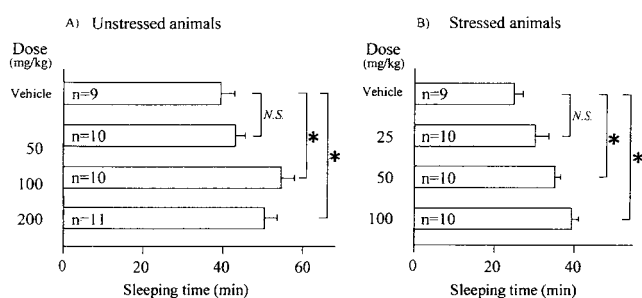 A) Unstressed animals
Dose
(mg/kg)
Vehicle n=9
N.S.
50 n=10
*
100 n=10
*
200 n=11
0 20 40 60
Sleeping time (min)
B) Stressed animals
Dose
(mg/kg)
Vehicle n=9
N.S.
25 n=10
*
50 n=10
*
100 n=10
0 20 40
Sleeping time (min)